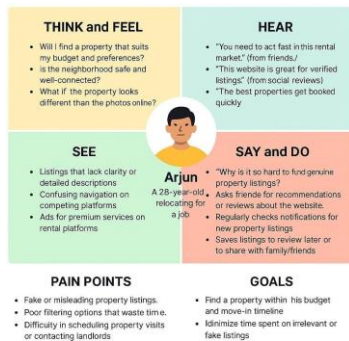 THINK and FEEL
• Will I find a property that suits
my budget and preferences?
• is the neighborhood safe and
well-connected?
• What if the property looks
different than the photos online?
HEAR
• "You need to act fast in this rental
market." (from friends./
• "This website is great for verified
listings." (from social reviews)
• "The best properties get booked
quickly
SEE
• Listings that lack clarity or
detailed descriptions
• Confusing navigation on
competing platforms
• Ads for premium services on
rental platforms
Arjun
A 28-year-old
relocating for
a job
SAY and DO
• "Why is it so hard to fund genuine
property listings?
• Asks friende for recommendations
or reviews about the website.
• Regularly checks notifications for
new property listings
• Saves listings to review later or
to share with family/friends
PAIN POINTS
• Fake or misleading property listings.
• Poor filtering options that waste time.
• Difficulty in scheduling property visits
or contacting landlords
GOALS
• Find a property within his budget
and move-in timeline
• Idinimize time spent on irrelevant or
fake listings